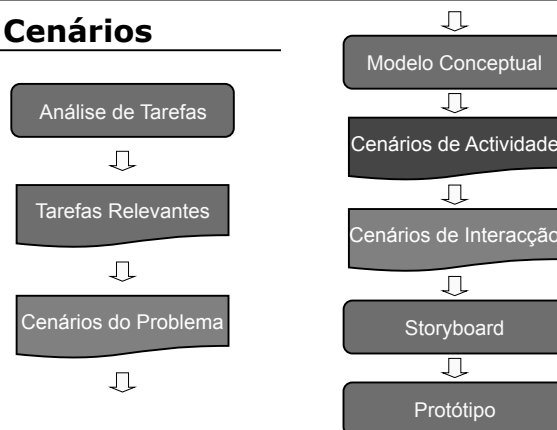 Cenários
Análise de Tarefas
Tarefas Relevantes
Cenários do Problema
Modelo Conceptual
Cenários de Actividade
Cenários de Interacção
Storyboard
Protótipo